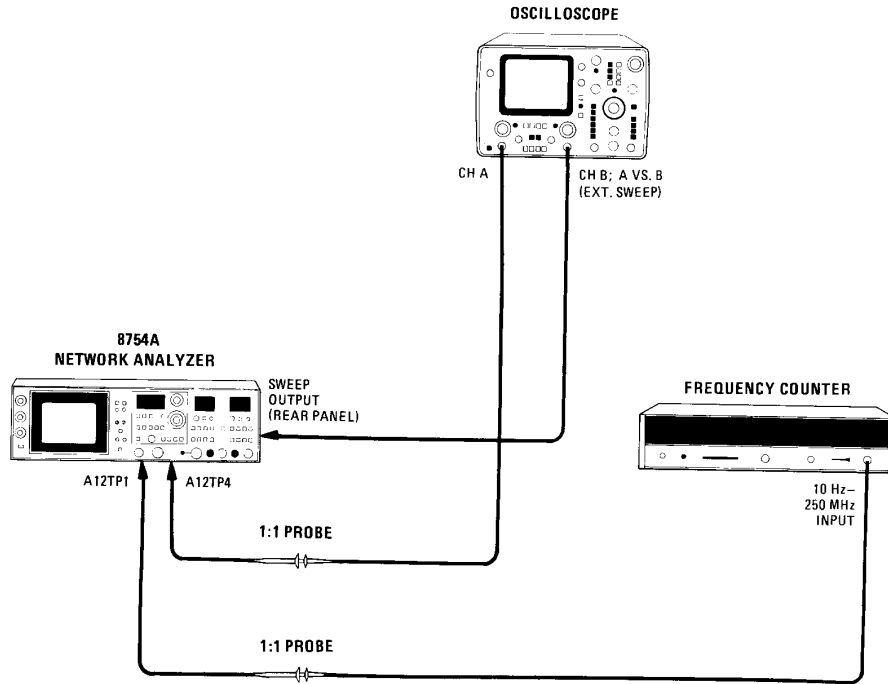 OSCILLOSCOPE
CH A
CH B; A VS. B
(EXT. SWEEP)
8754A
NETWORK ANALYZER
SWEEP
OUTPUT
(REAR PANEL)
FREQUENCY COUNTER
A12TP1
A12TP4
10 Hz–
250 MHz
INPUT
1:1 PROBE
1:1 PROBE